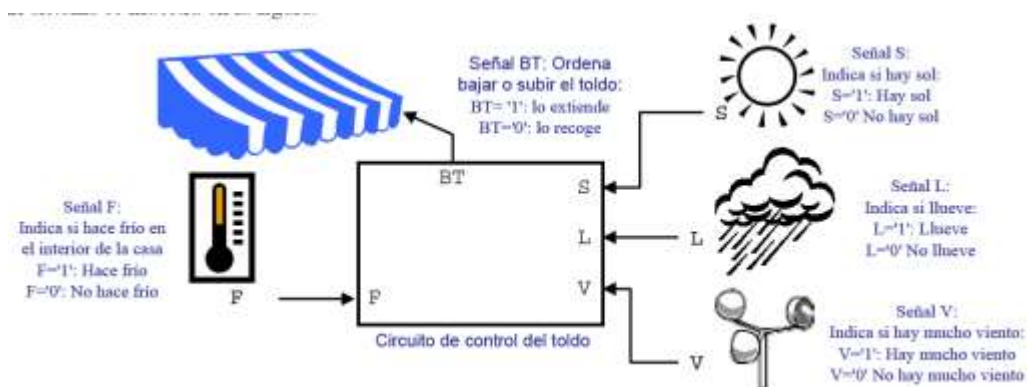 Señal BT: Ordena
bajar o subir el toldo:
BT= '1': lo extiende
BT='0': lo recoge
Señal S:
Indica si hay sol:
S='1': Hay sol
S='0' No hay sol
S
BT
S
Señal F:
Indica si hace frío en
el interior de la casa
F='1': Hace frío
F='0': No hace frío
F
F
L
L
V
Señal L:
Indica si llueve:
L='1': Llueve
L='0' No llueve
Circuito de control del toldo
V
Señal V:
Indica si hay mucho viento:
V='1': Hay mucho viento
V='0' No hay mucho viento